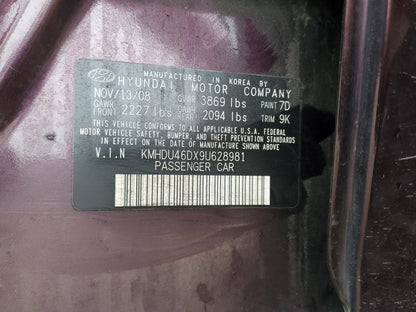 MANUFACTURED IN KOREA BY
HYUNDAI MOTOR COMPANY
NOV/13/08 GVWR 3869 lbs PAINT 7D
GAWR FRONT 2227 lbs GAWR REAR 2094 lbs TRIM 9K
THIS VEHICLE CONFORMS TO ALL APPLICABLE U.S.A. FEDERAL
MOTOR VEHICLE SAFETY, BUMPER, AND THEFT PREVENTION STANDARDS
IN EFFECT ON THE DATE OF MANUFACTURE SHOWN ABOVE
V.I.N KMHDU46DX9U628981
PASSENGER CAR